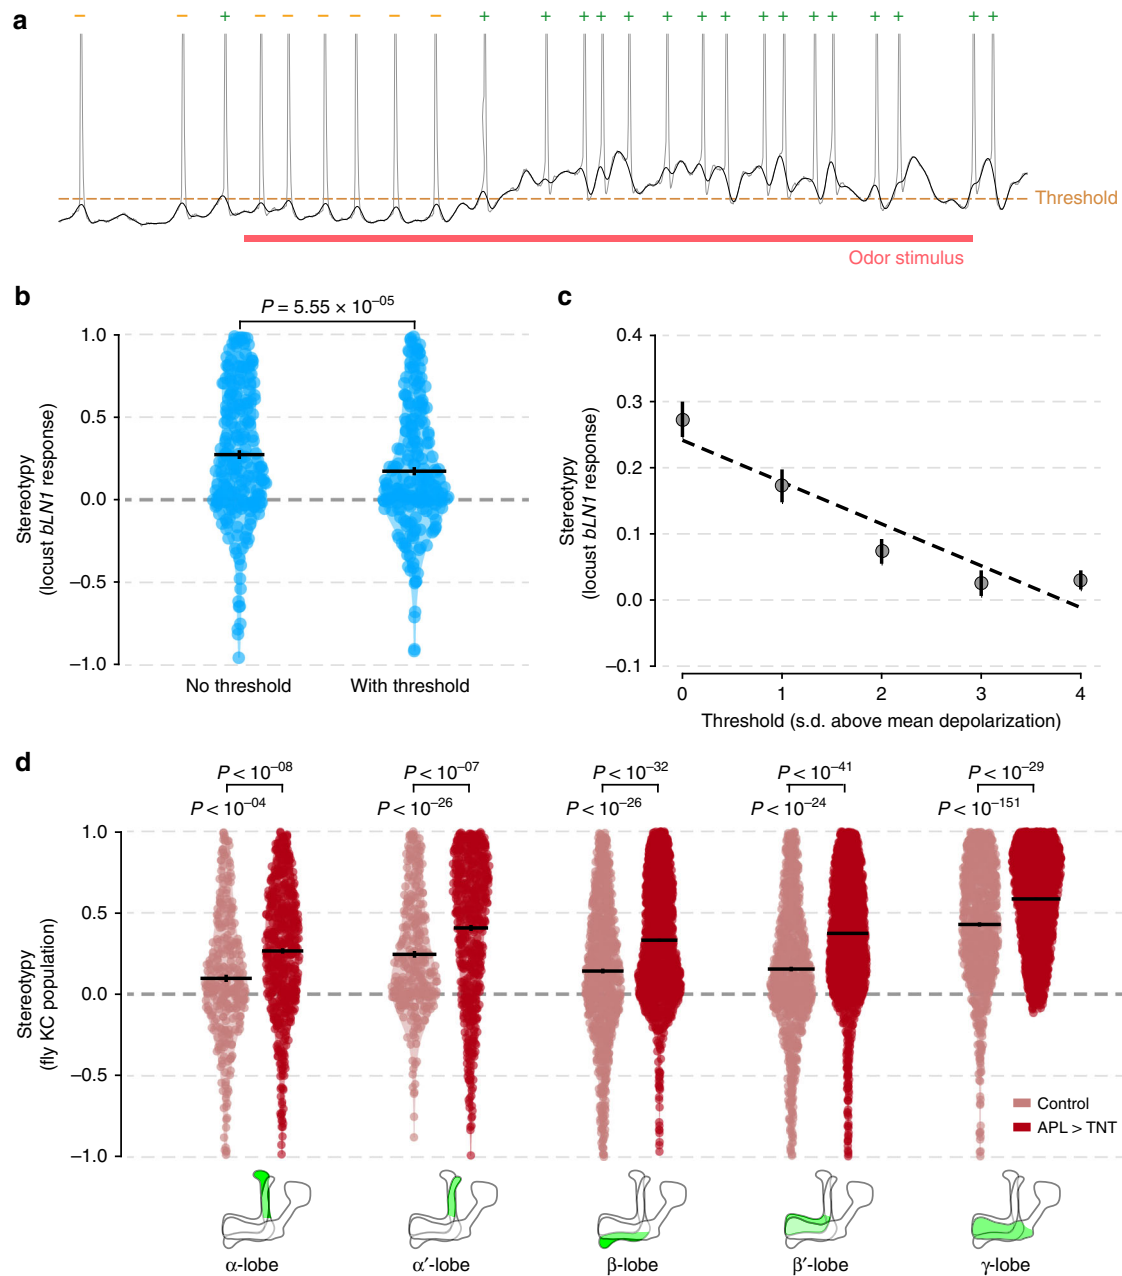 a
− − + − − − − − − + + + + + + + + + + + + + + + +
Threshold
Odor stimulus
b
P = 5.55 × 10⁻⁰⁵
1.0
0.5
0.0
−0.5
−1.0
Stereotypy
(locust bLN1 response)
No threshold
With threshold
c
0.4
0.3
0.2
0.1
0.0
−0.1
Stereotypy
(locust bLN1 response)
0 1 2 3 4
Threshold (s.d. above mean depolarization)
d
P < 10⁻⁰⁸ P < 10⁻⁰⁷ P < 10⁻³² P < 10⁻⁴¹ P < 10⁻²⁹
P < 10⁻⁰⁴ P < 10⁻²⁶ P < 10⁻²⁶ P < 10⁻²⁴ P < 10⁻¹⁵¹
1.0
0.5
0.0
−0.5
−1.0
Stereotypy
(fly KC population)
Control
APL > TNT
α-lobe α′-lobe β-lobe β′-lobe γ-lobe